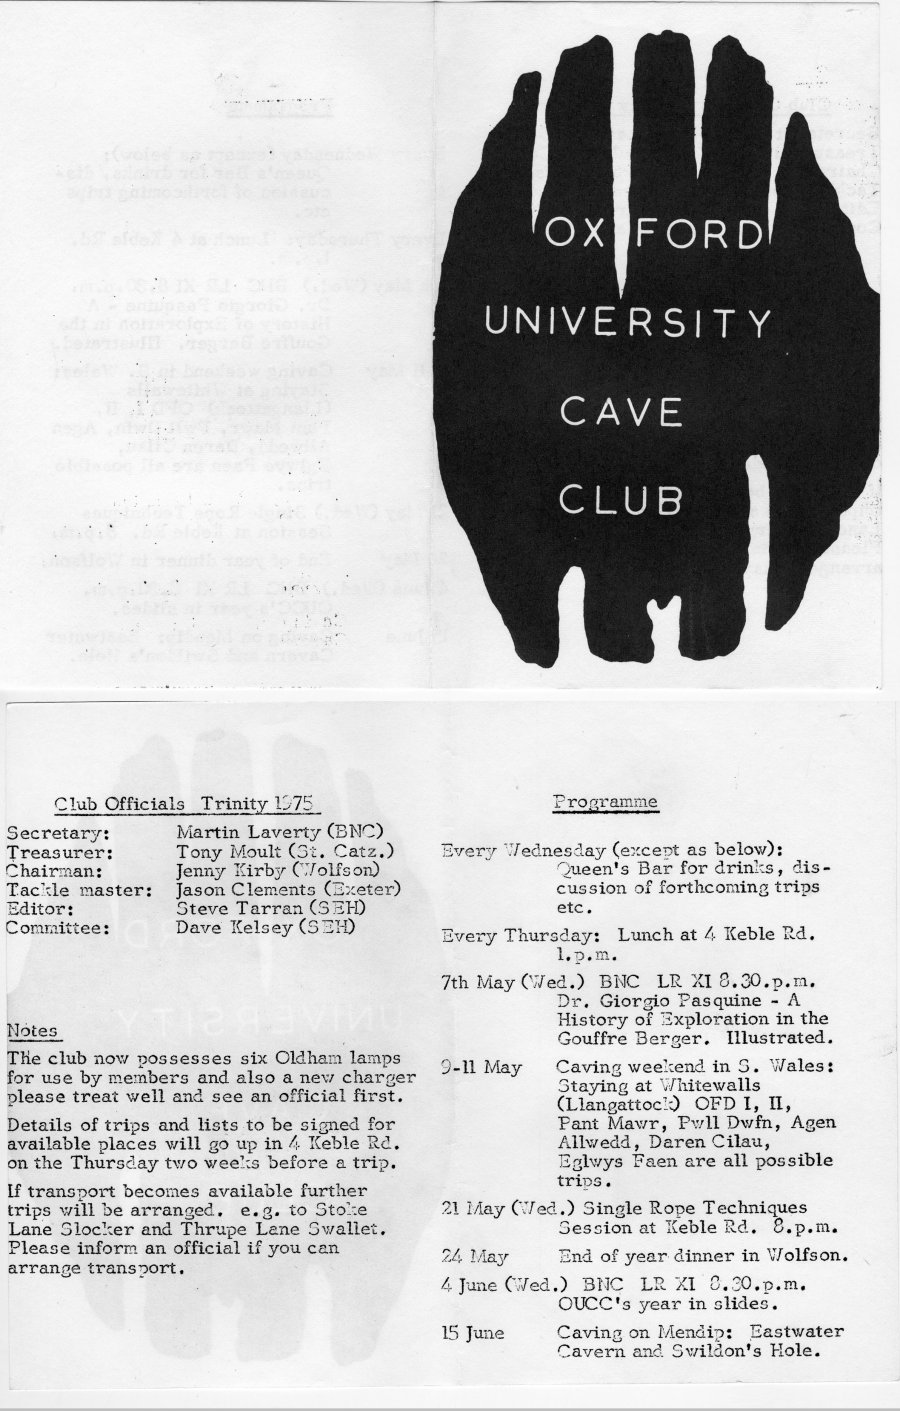 OXFORD
UNIVERSITY
CAVE
CLUB
Club Officials Trinity 1975
Secretary: Martin Laverty (BNC)
Treasurer: Tony Moult (St. Catz.)
Chairman: Jenny Kirby (Wolfson)
Tackle master: Jason Clements (Exeter)
Editor: Steve Tarran (SEH)
Committee: Dave Kelsey (SEH)
Notes
The club now possesses six Oldham lamps
for use by members and also a new charger
please treat well and see an official first.
Details of trips and lists to be signed for
available places will go up in 4 Keble Rd.
on the Thursday two weeks before a trip.
If transport becomes available further
trips will be arranged. e.g. to Stoke
Lane Slocker and Thrupe Lane Swallet.
Please inform an official if you can
arrange transport.
Programme
Every Wednesday (except as below):
Queen's Bar for drinks, dis-
cussion of forthcoming trips
etc.
Every Thursday: Lunch at 4 Keble Rd.
1.p.m.
7th May (Wed.) BNC LR XI 8.30.p.m.
Dr. Giorgio Pasquine - A
History of Exploration in the
Gouffre Berger. Illustrated.
9-11 May Caving weekend in S. Wales:
Staying at Whitewalls
(Llangattock) OFD I, II,
Pant Mawr, Pwll Dwfn, Agen
Allwedd, Daren Cilau,
Eglwys Faen are all possible
trips.
21 May (Wed.) Single Rope Techniques
Session at Keble Rd. 8.p.m.
24 May End of year dinner in Wolfson.
4 June (Wed.) BNC LR XI 8.30.p.m.
OUCC's year in slides.
15 June Caving on Mendip: Eastwater
Cavern and Swildon's Hole.